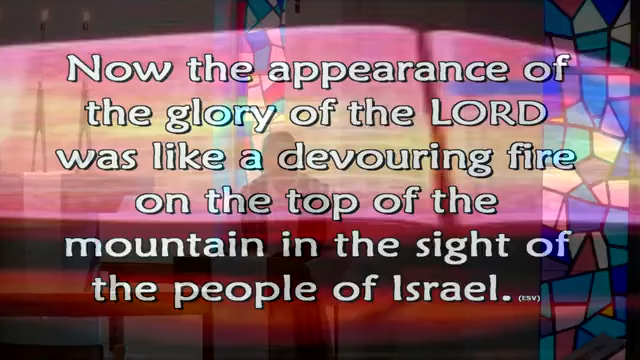 Now the appearance of
the glory of the LORD
was like a devouring fire
on the top of the
mountain in the sight of
the people of Israel. (ESV)